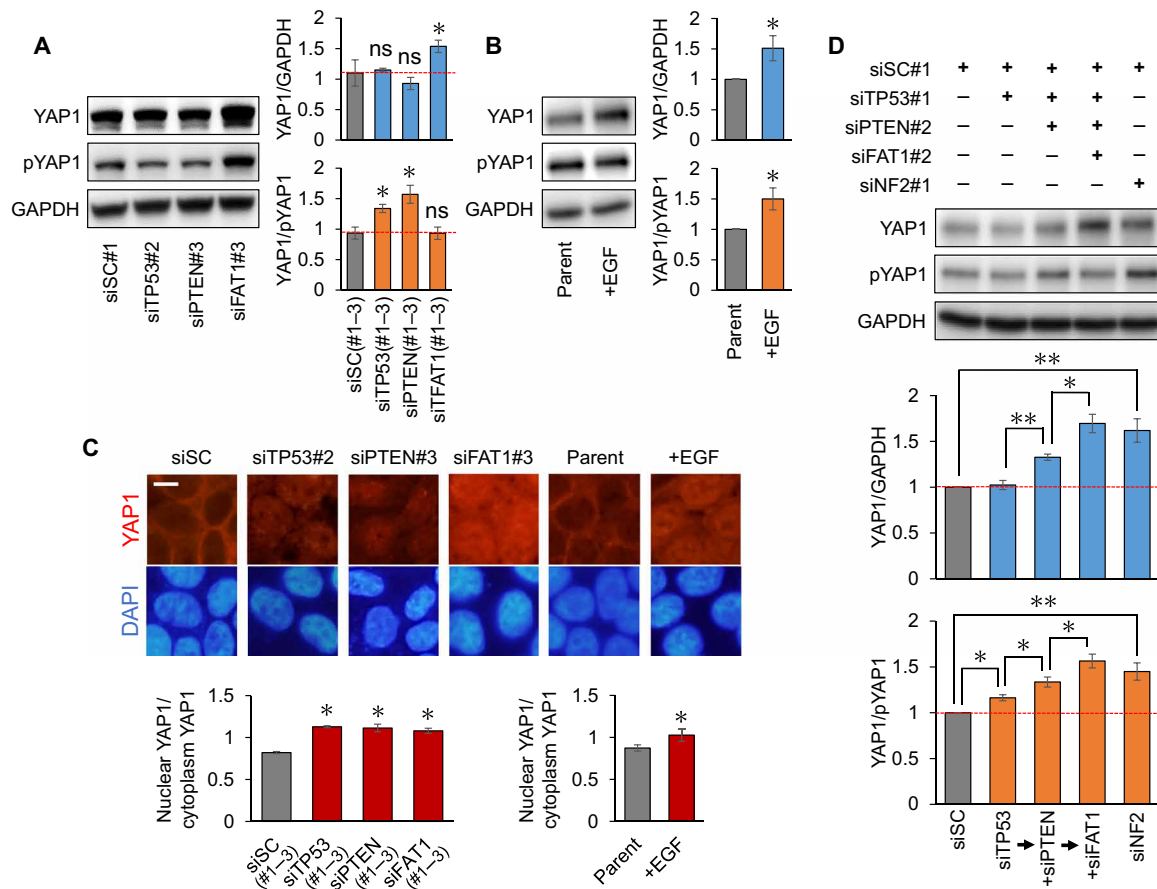 A
YAP1
pYAP1
GAPDH
siSC#1
siTP53#2
siPTEN#3
siFAT1#3
YAP1/GAPDH
2
1.5
1
0.5
0
ns
ns
*
YAP1/pYAP1
2
1.5
1
0.5
0
*
*
ns
siSC(#1–3)
siTP53(#1–3)
siPTEN(#1–3)
siTFAT1(#1–3)
B
YAP1
pYAP1
GAPDH
Parent
+EGF
YAP1/GAPDH
2
1.5
1
0.5
0
*
YAP1/pYAP1
2
1.5
1
0.5
0
*
Parent
+EGF
C
siSC siTP53#2 siPTEN#3 siFAT1#3 Parent +EGF
YAP1
DAPI
Nuclear YAP1/
cytoplasm YAP1
1.5
1
0.5
0
*
*
*
siSC
(#1–3)
siTP53
(#1–3)
siPTEN
(#1–3)
siFAT1
(#1–3)
Nuclear YAP1/
cytoplasm YAP1
1.5
1
0.5
0
*
Parent
+EGF
D
siSC#1 + + + + +
siTP53#1 – + + + –
siPTEN#2 – – + + –
siFAT1#2 – – – + –
siNF2#1 – – – – +
YAP1
pYAP1
GAPDH
YAP1/GAPDH
2
1.5
1
0.5
0
**
**
*
YAP1/pYAP1
2
1.5
1
0.5
0
**
*
*
*
siSC
siTP53
+siPTEN
+siFAT1
siNF2